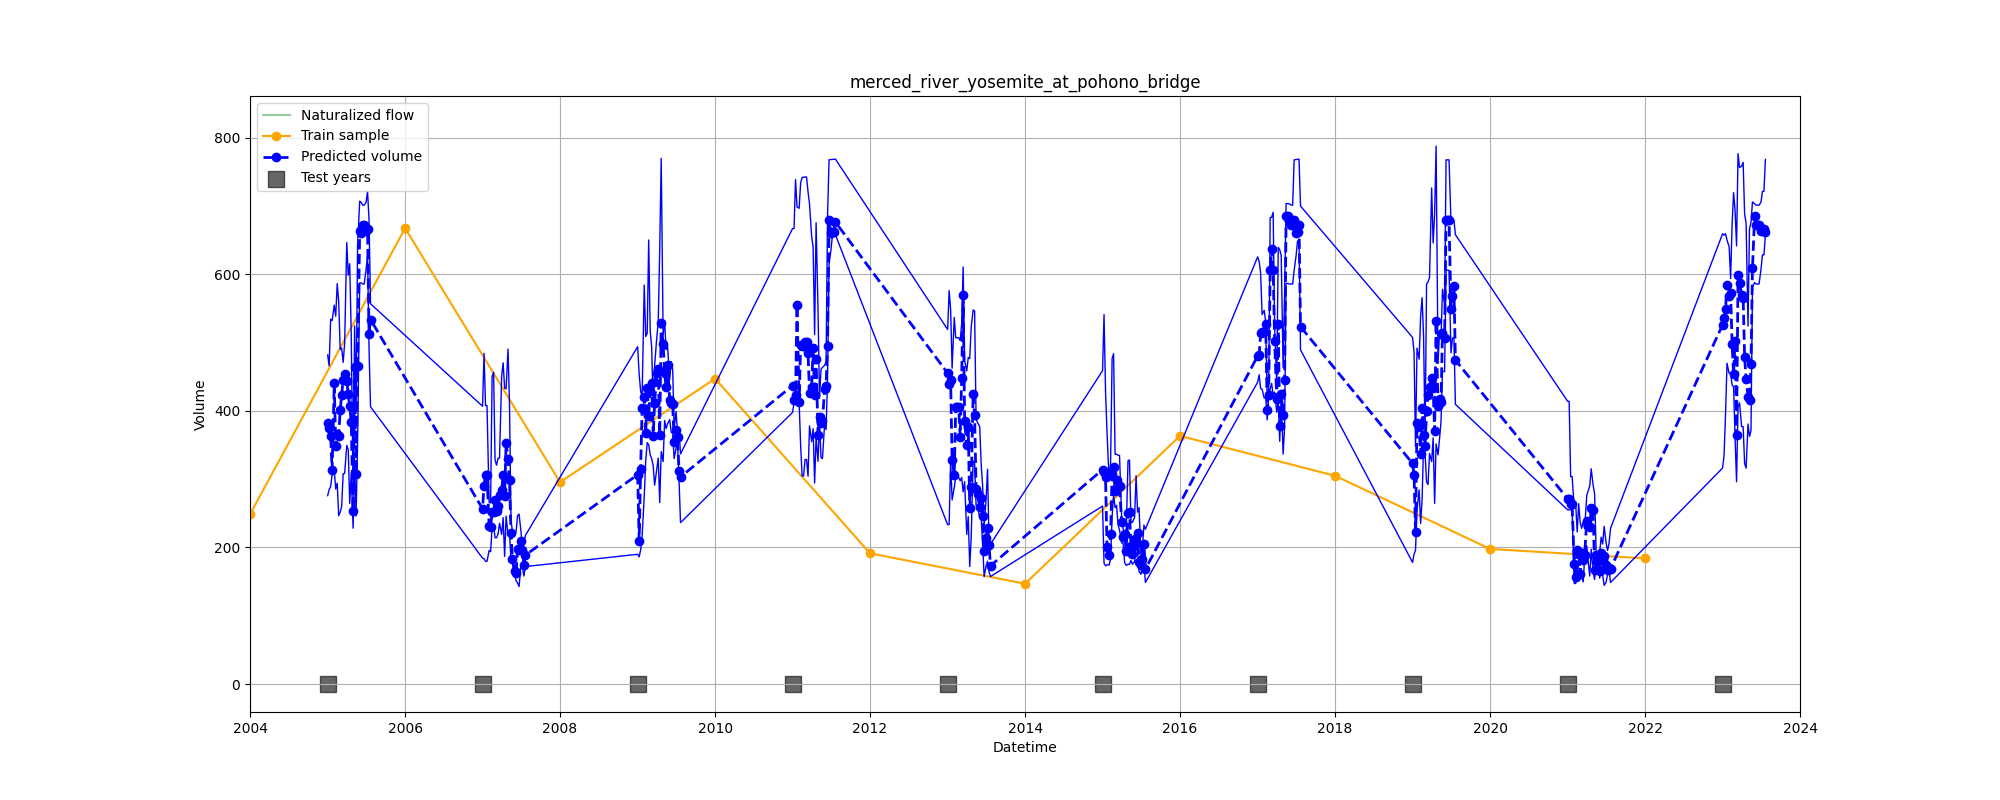 merced_river_yosemite_at_pohono_bridge
Naturalized flow
Train sample
Predicted volume
Test years
Volume
800
600
400
200
0
2004 2006 2008 2010 2012 2014 2016 2018 2020 2022 2024
Datetime